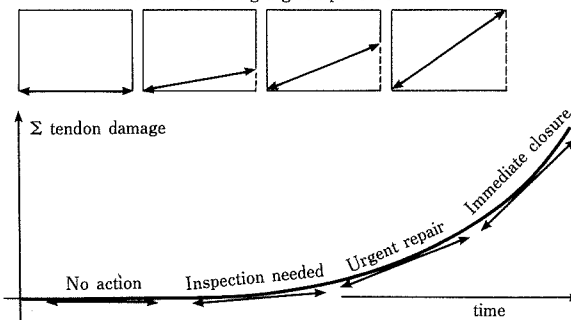 Σ tendon damage
No action
Inspection needed
Urgent repair
Immediate closure
time